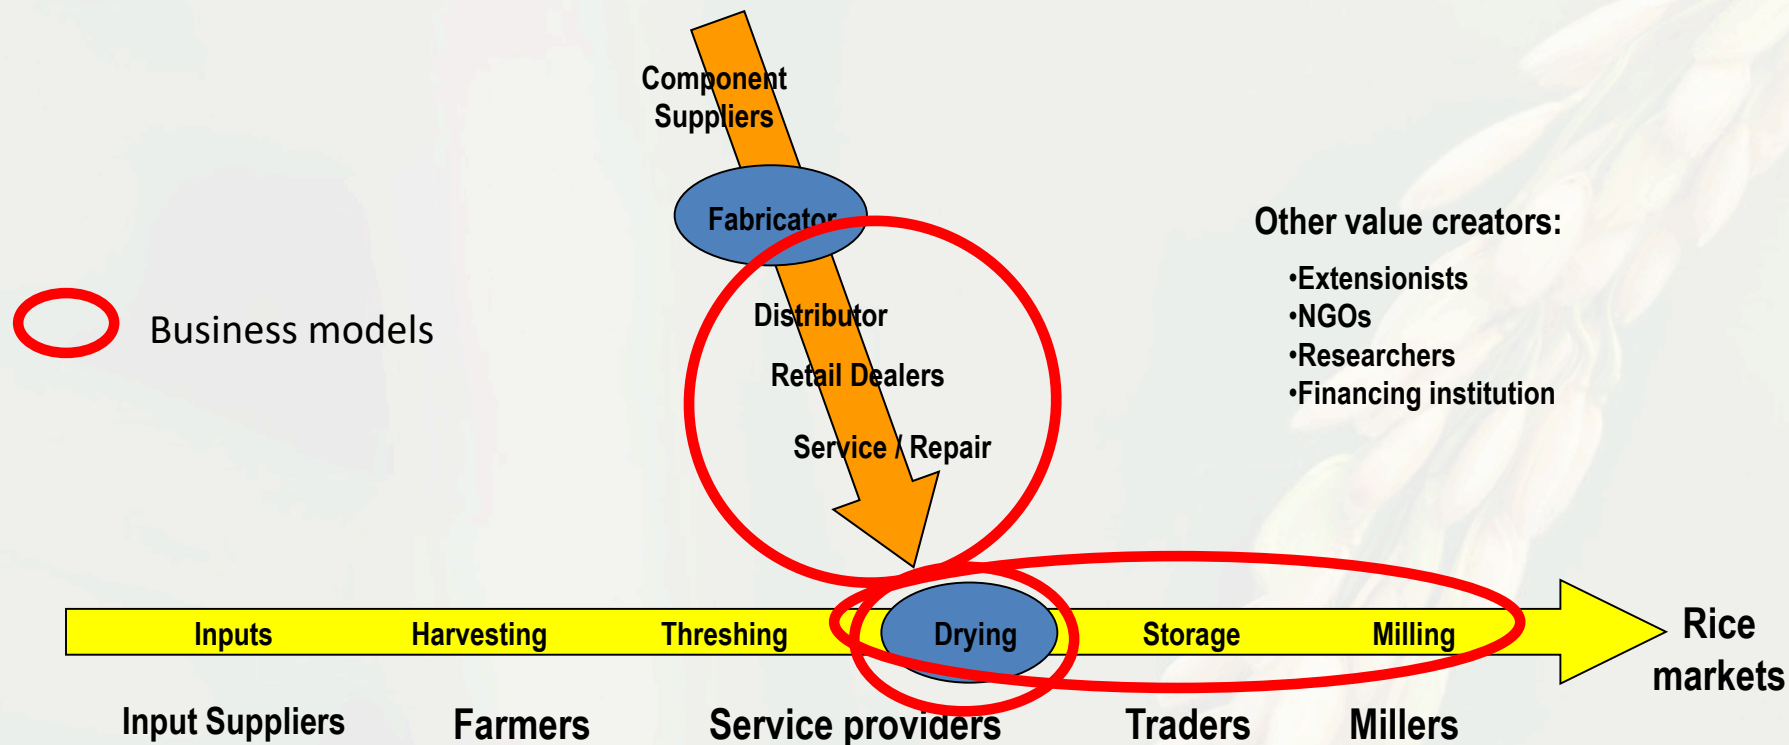 Component
Suppliers
Fabricator
Other value creators:
•Extensionists
•NGOs
•Researchers
•Financing institution
Business models
Distributor
Retail Dealers
Service / Repair
Inputs
Harvesting
Threshing
Drying
Storage
Milling
Rice
markets
Input Suppliers
Farmers
Service providers
Traders
Millers